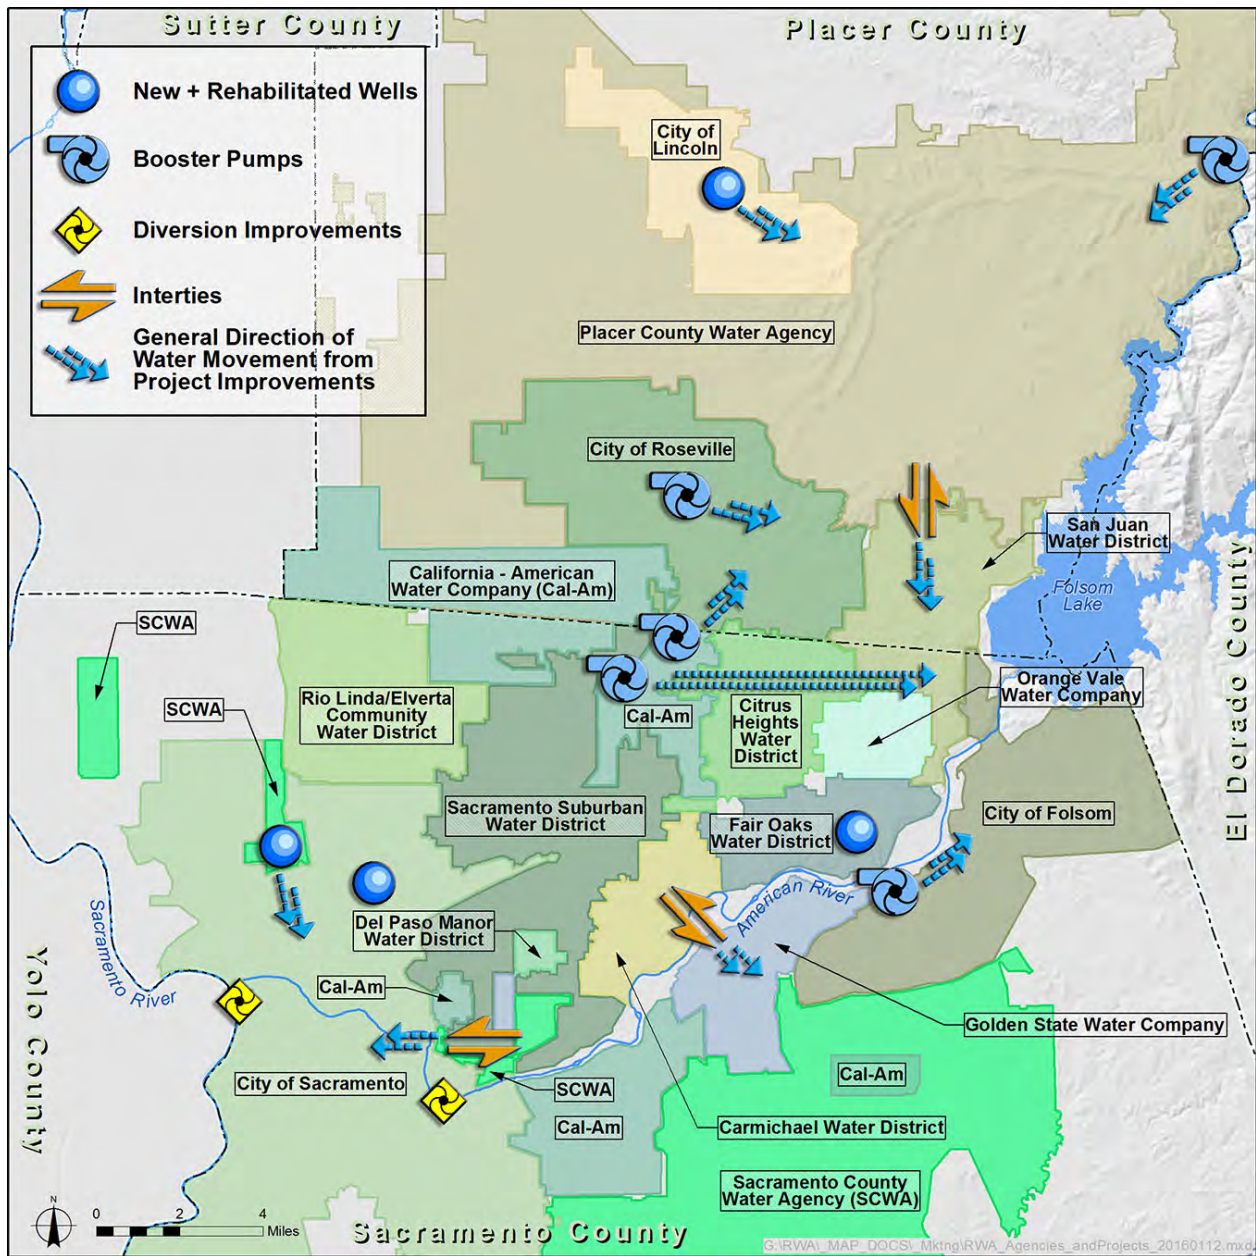 Sutter County
Placer County
New + Rehabilitated Wells
Booster Pumps
Diversion Improvements
Interties
General Direction of
Water Movement from
Project Improvements
City of
Lincoln
Placer County Water Agency
City of Roseville
San Juan
Water District
Folsom
Lake
El Dorado County
California - American
Water Company (Cal-Am)
SCWA
SCWA
Rio Linda/Elverta
Community
Water District
Cal-Am
Citrus
Heights
Water
District
Orange Vale
Water Company
Sacramento Suburban
Water District
Fair Oaks
Water District
City of Folsom
American River
Del Paso Manor
Water District
Sacramento River
Yolo County
Cal-Am
Golden State Water Company
City of Sacramento
SCWA
Cal-Am
Cal-Am
Carmichael Water District
Sacramento County
Water Agency (SCWA)
N
0 2 4
Miles
Sacramento County
G:\RWA\_MAP_DOCS\_Mktng\RWA_Agencies_andProjects_20160112.mxd